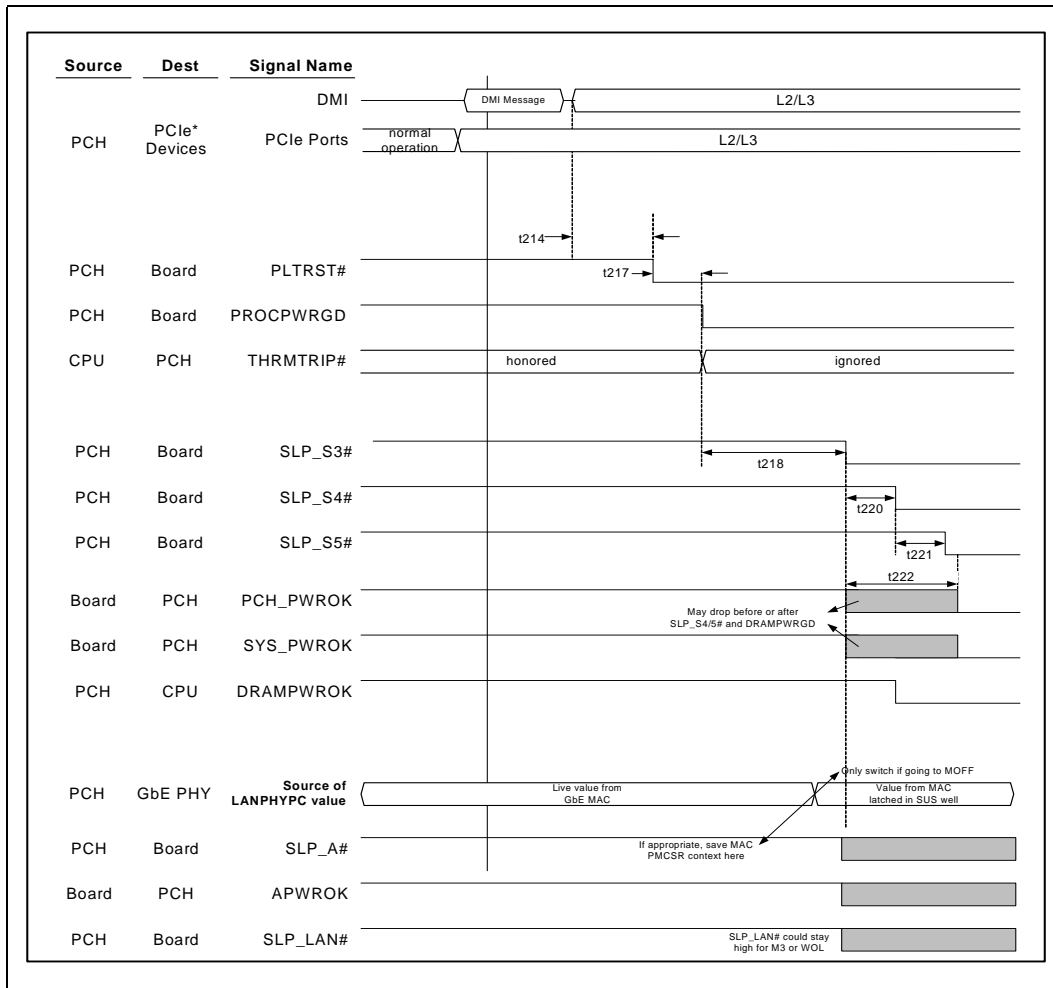 Source Dest Signal Name
DMI DMI Message L2/L3
PCH PCIe* Devices PCIe Ports normal operation L2/L3
t214
PCH Board PLTRST#
t217
PCH Board PROCPWRGD
CPU PCH THRMTRIP# honored ignored
PCH Board SLP_S3#
t218
PCH Board SLP_S4#
t220
PCH Board SLP_S5#
t221
t222
Board PCH PCH_PWROK
May drop before or after
SLP_S4/5# and DRAMPWRGD
Board PCH SYS_PWROK
PCH CPU DRAMPWROK
Only switch if going to MOFF
PCH GbE PHY Source of
LANPHYPC value
Live value from
GbE MAC
Value from MAC
latched in SUS well
PCH Board SLP_A#
If appropriate, save MAC
PMCSR context here
Board PCH APWROK
PCH Board SLP_LAN#
SLP_LAN# could stay
high for M3 or WOL